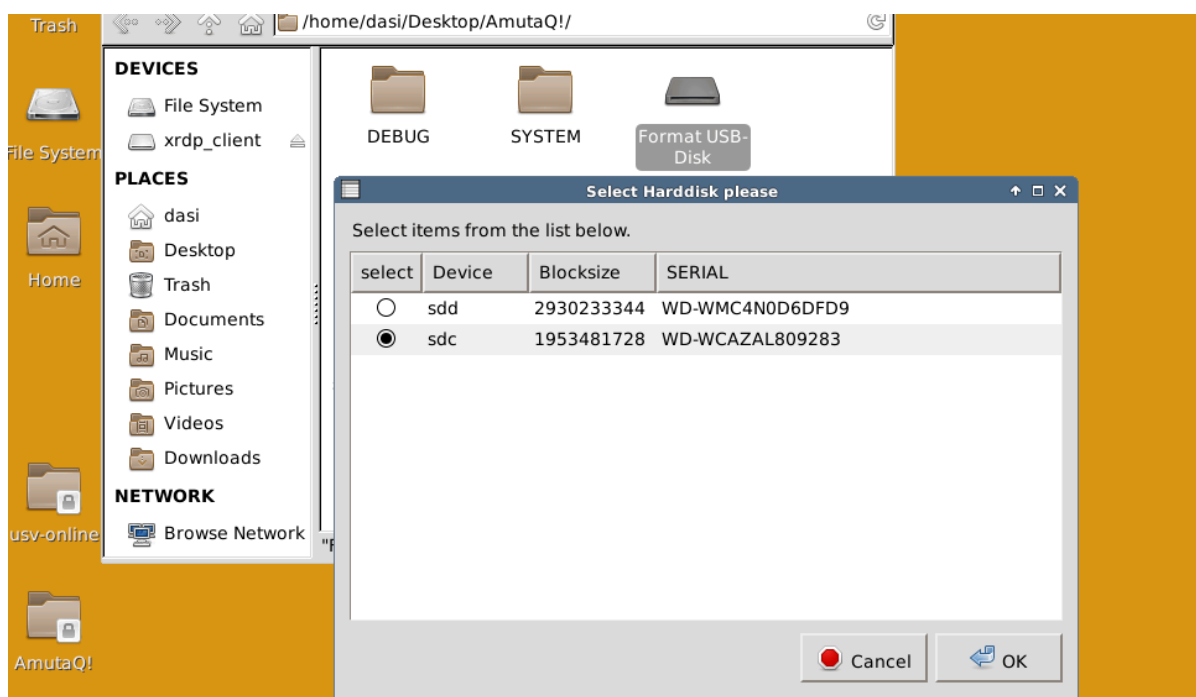 Trash
/home/dasi/Desktop/AmutaQ!/
File System
Home
usv-online
AmutaQ!
DEVICES
File System
xrdp_client
PLACES
dasi
Desktop
Trash
Documents
Music
Pictures
Videos
Downloads
NETWORK
Browse Network
DEBUG
SYSTEM
Format USB-
Disk
"F
Select Harddisk please
Select items from the list below.
select Device Blocksize SERIAL
sdd 2930233344 WD-WMC4N0D6DFD9
sdc 1953481728 WD-WCAZAL809283
Cancel OK